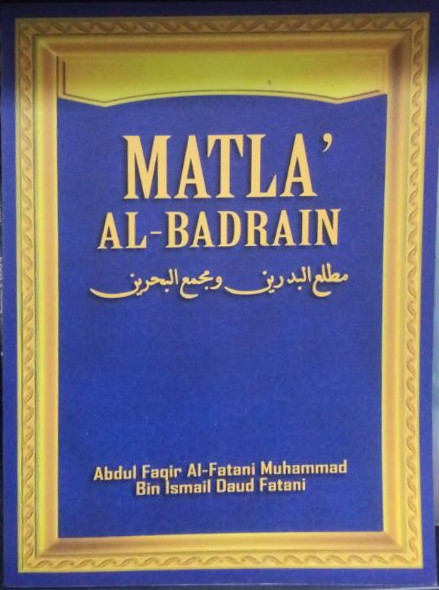 MATLA'
AL-BADRAIN
مطلع البدرين ومجمع البحرين
Abdul Faqir Al-Fatani Muhammad
Bin Ismail Daud Fatani